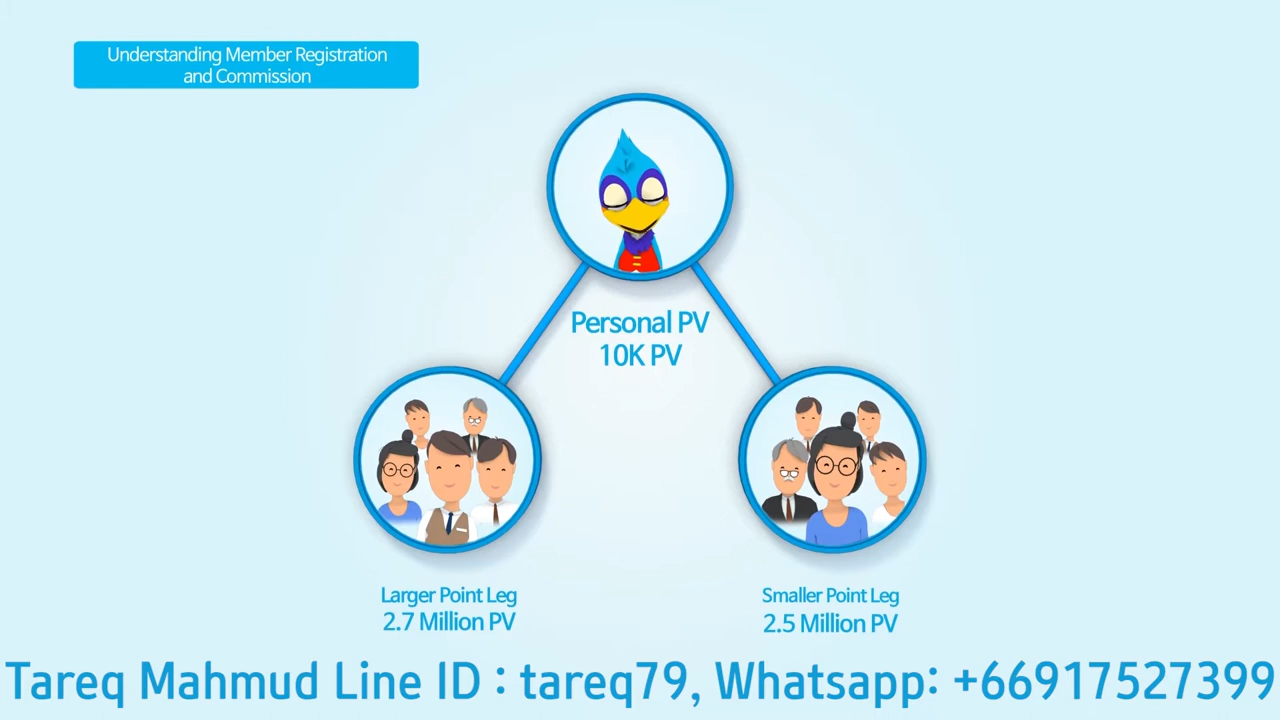 Understanding Member Registration
and Commission
Personal PV
10K PV
Larger Point Leg
2.7 Million PV
Smaller Point Leg
2.5 Million PV
Tareq Mahmud Line ID : tareq79, Whatsapp: +66917527399